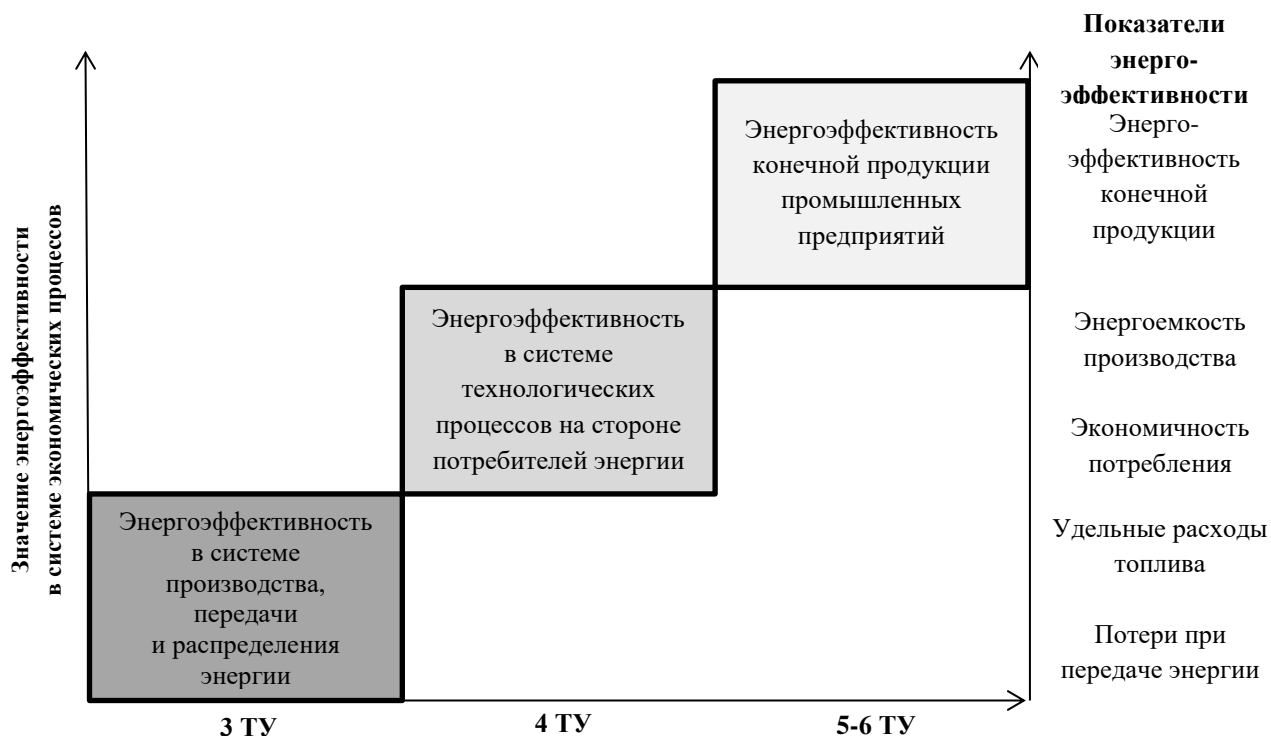 Показатели
энерго-
эффективности
Энерго-
эффективность
конечной
продукции
Энергоемкость
производства
Экономичность
потребления
Удельные расходы
топлива
Потери при
передаче энергии
Значение энергоэффективности
в системе экономических процессов
Энергоэффективность
конечной продукции
промышленных
предприятий
Энергоэффективность
в системе
технологических
процессов на стороне
потребителей энергии
Энергоэффективность
в системе
производства,
передачи
и распределения
энергии
3 ТУ
4 ТУ
5-6 ТУ